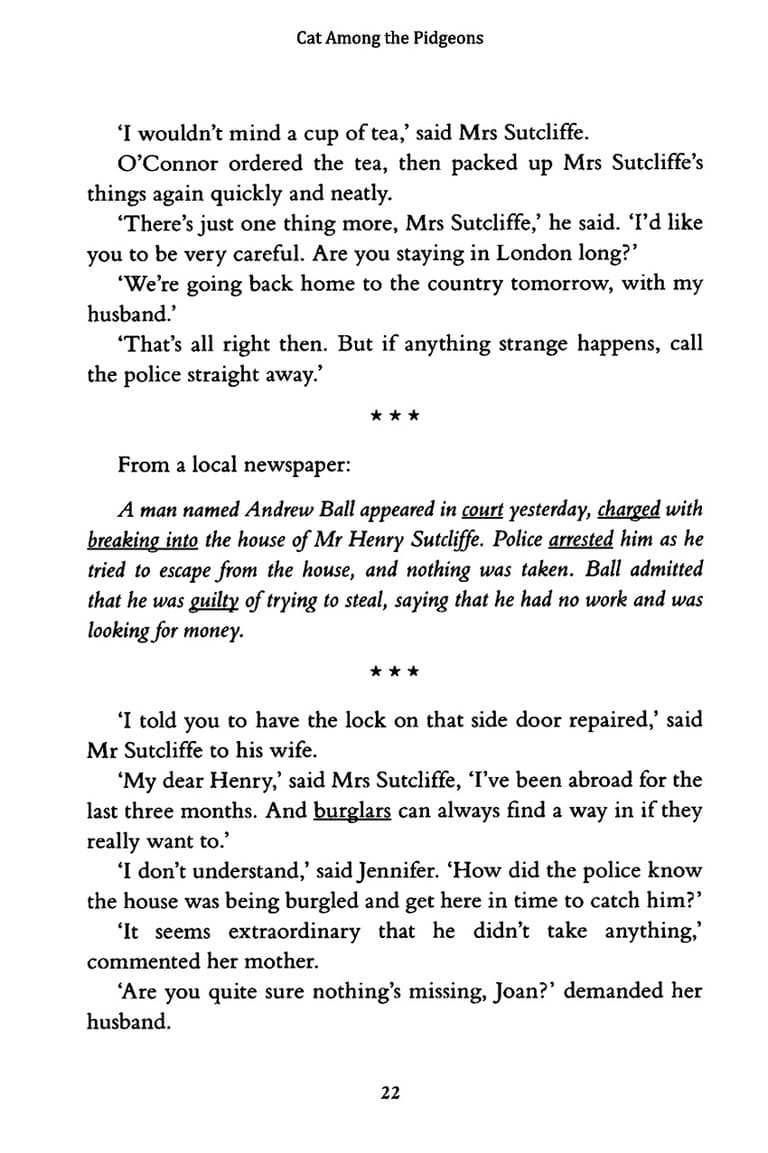 Cat Among the Pidgeons
‘I wouldn’t mind a cup of tea,’ said Mrs Sutcliffe.
O’Connor ordered the tea, then packed up Mrs Sutcliffe’s
things again quickly and neatly.
‘There’s just one thing more, Mrs Sutcliffe,’ he said. ‘I’d like
you to be very careful. Are you staying in London long?’
‘We’re going back home to the country tomorrow, with my
husband.’
‘That’s all right then. But if anything strange happens, call
the police straight away.’
★ ★ ★
From a local newspaper:
A man named Andrew Ball appeared in court yesterday, charged with
breaking into the house of Mr Henry Sutcliffe. Police arrested him as he
tried to escape from the house, and nothing was taken. Ball admitted
that he was guilty of trying to steal, saying that he had no work and was
looking for money.
★ ★ ★
‘I told you to have the lock on that side door repaired,’ said
Mr Sutcliffe to his wife.
‘My dear Henry,’ said Mrs Sutcliffe, ‘I’ve been abroad for the
last three months. And burglars can always find a way in if they
really want to.’
‘I don’t understand,’ said Jennifer. ‘How did the police know
the house was being burgled and get here in time to catch him?’
‘It seems extraordinary that he didn’t take anything,’
commented her mother.
‘Are you quite sure nothing’s missing, Joan?’ demanded her
husband.
22